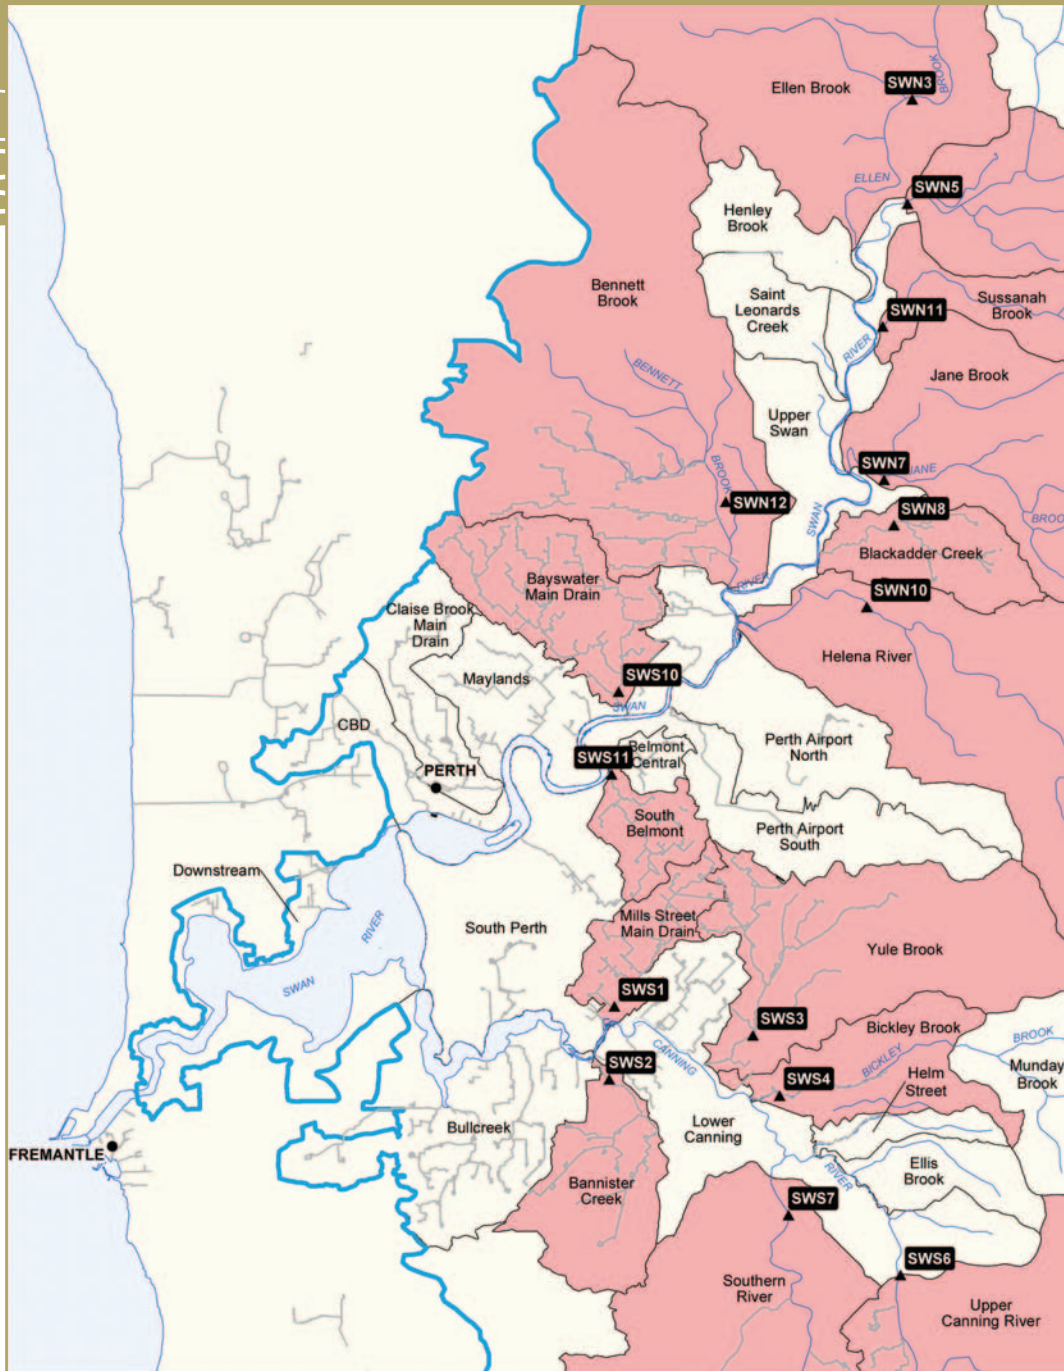 Ellen Brook
BROOK
SWN3
ELLEN
SWN5
Henley
Brook
Bennett
Brook
Saint
Leonards
Creek
Sussanah
Brook
SWN11
RIVER
Jane Brook
BENNETT
Upper
Swan
BROOK
SWN7
JANE
SWN12
SWAN
SWN8
BROO
Blackadder Creek
Bayswater
Main Drain
RIVER
SWN10
Claise Brook
Main
Drain
Helena River
Maylands
SWS10
SWAN
CBD
Perth Airport
North
Belmont
Central
SWS11
PERTH
South
Belmont
Perth Airport
South
Downstream
Mills Street
Main Drain
South Perth
RIVER
Yule Brook
SWAN
SWS1
SWS3
Bickley Brook
BROOK
CANNING
BICKLEY
Munday
Brook
SWS2
SWS4
Helm
Street
Bullcreek
Lower
Canning
FREMANTLE
Ellis
Brook
RIVER
Bannister
Creek
SWS7
SWS6
Southern
River
Upper
Canning River